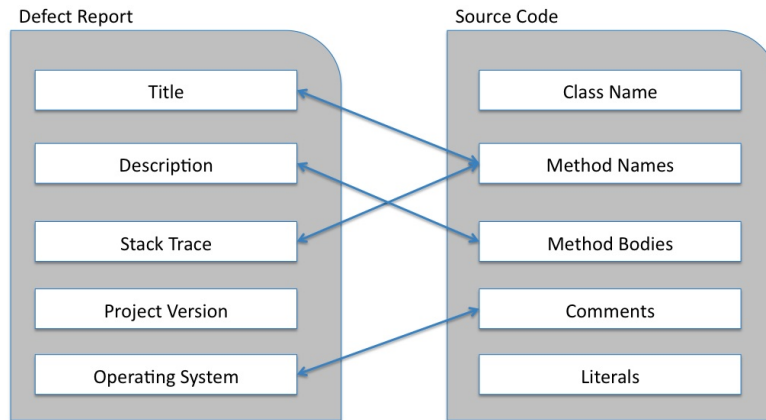 Defect Report
Title
Description
Stack Trace
Project Version
Operating System
Source Code
Class Name
Method Names
Method Bodies
Comments
Literals